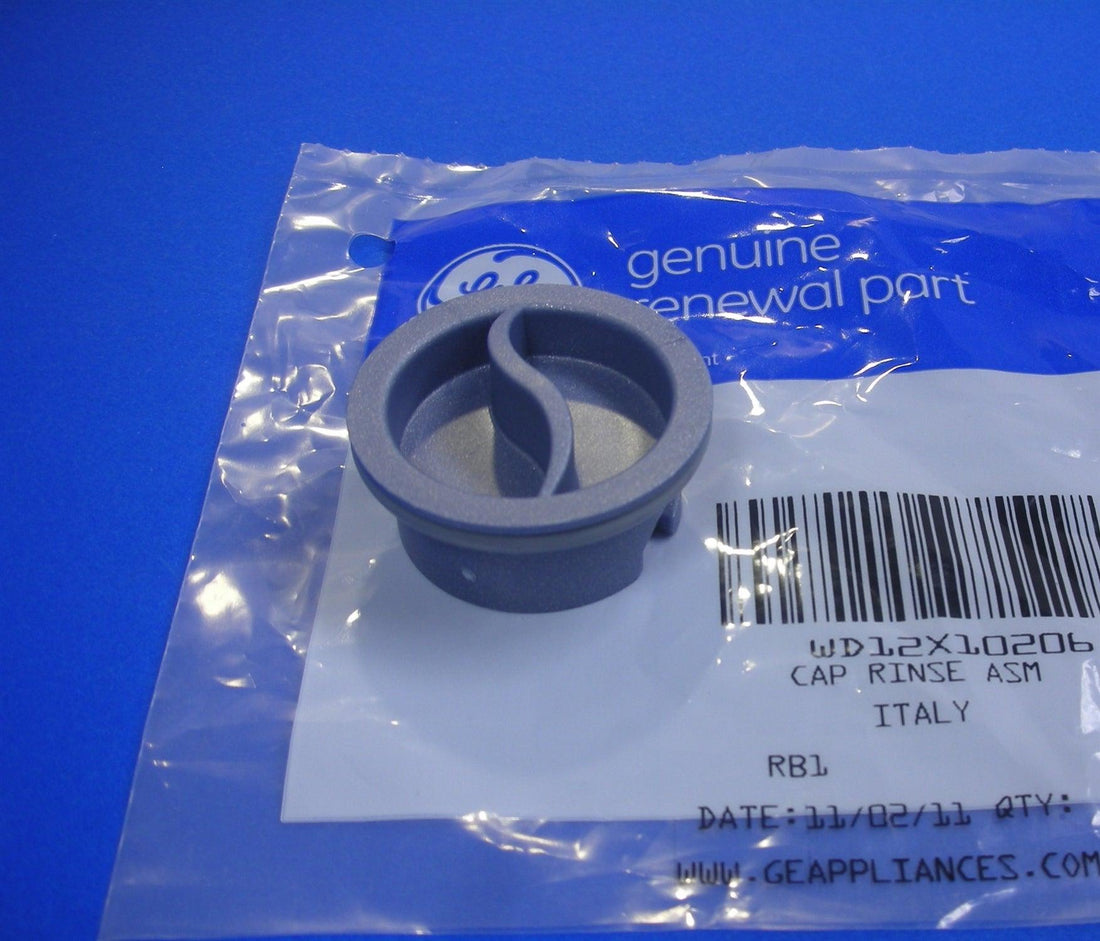 genuine
renewal part
WD12X10206
CAP RINSE ASM
ITALY
RB1
DATE:11/02/11 QTY:
WWW.GEAPPLIANCES.COM